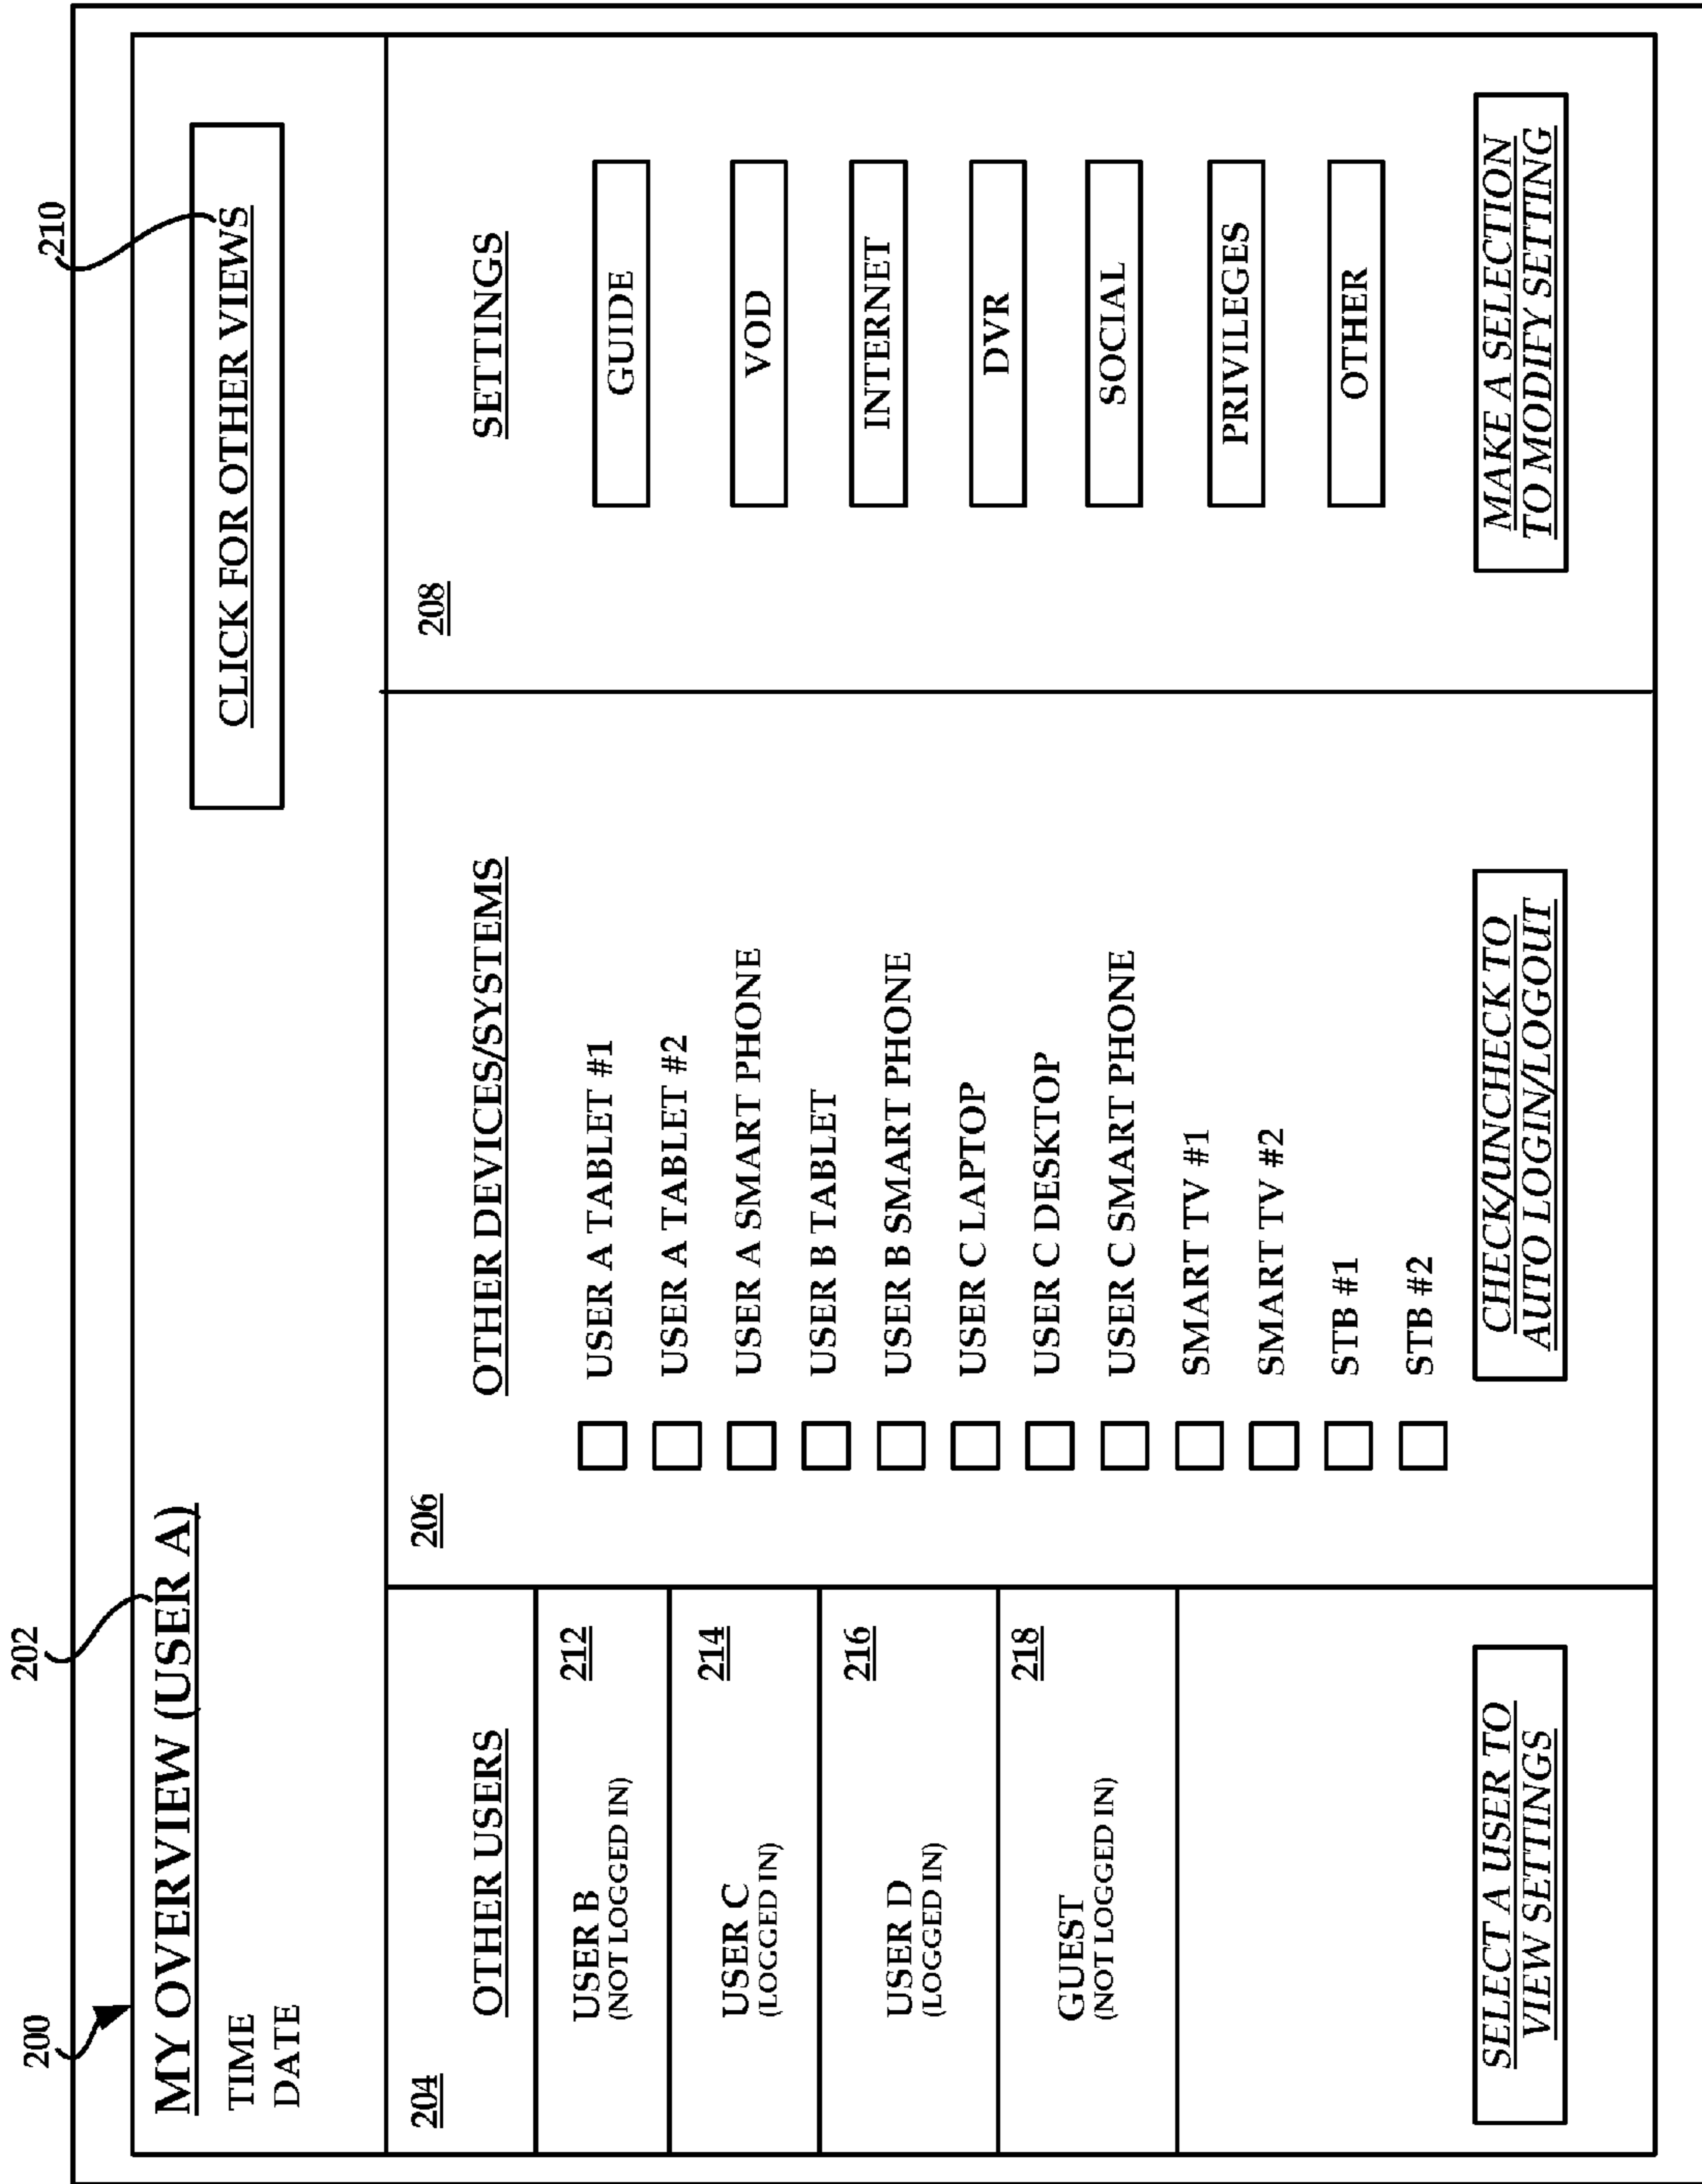 200
202
210
MY OVERVIEW (USER A)
TIME
DATE
CLICK FOR OTHER VIEWS
204
OTHER USERS
USER B
(NOT LOGGED IN)
212
USER C
(LOGGED IN)
214
USER D
(LOGGED IN)
216
GUEST
(NOT LOGGED IN)
218
SELECT A USER TO
VIEW SETTINGS
206
OTHER DEVICES/SYSTEMS
USER A TABLET #1
USER A TABLET #2
USER A SMART PHONE
USER B TABLET
USER B SMART PHONE
USER C LAPTOP
USER C DESKTOP
USER C SMART PHONE
SMART TV #1
SMART TV #2
STB #1
STB #2
CHECK/UNCHECK TO
AUTO LOGIN/LOGOUT
208
SETTINGS
GUIDE
VOD
INTERNET
DVR
SOCIAL
PRIVILEGES
OTHER
MAKE A SELECTION
TO MODIFY SETTING